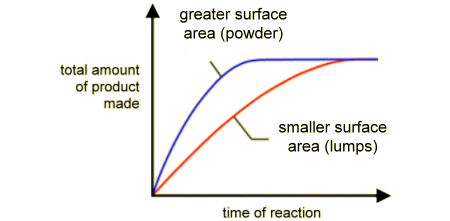 greater surface
area (powder)
total amount
of product
made
smaller surface
area (lumps)
time of reaction